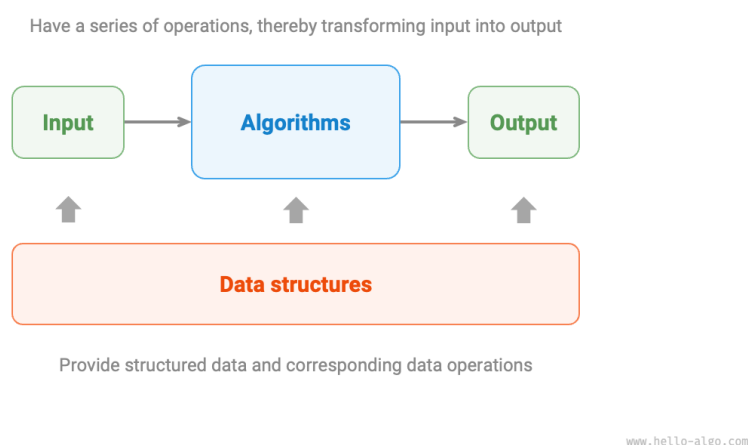 Have a series of operations, thereby transforming input into output
Input
Algorithms
Output
Data structures
Provide structured data and corresponding data operations
www.hello-algo.com